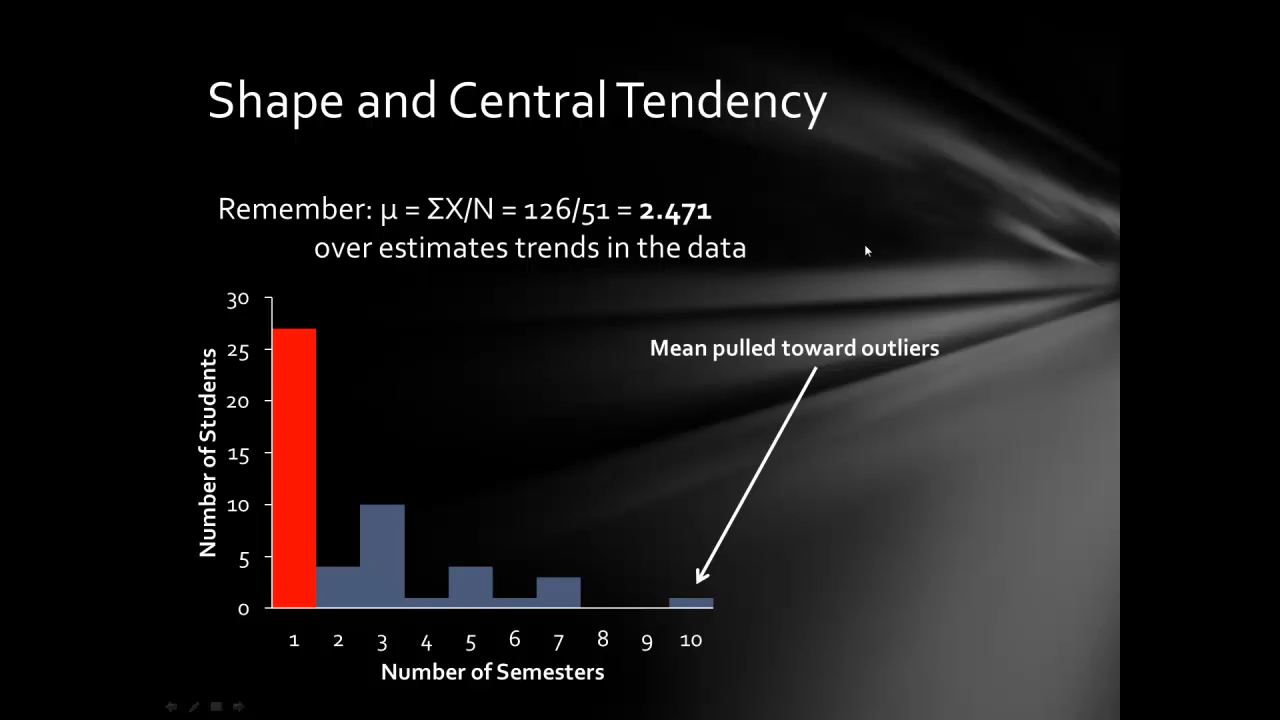 Shape and Central Tendency
Remember: μ = ΣX/N = 126/51 = 2.471
over estimates trends in the data
30
25
20
15
10
5
0
Number of Students
Mean pulled toward outliers
1 2 3 4 5 6 7 8 9 10
Number of Semesters